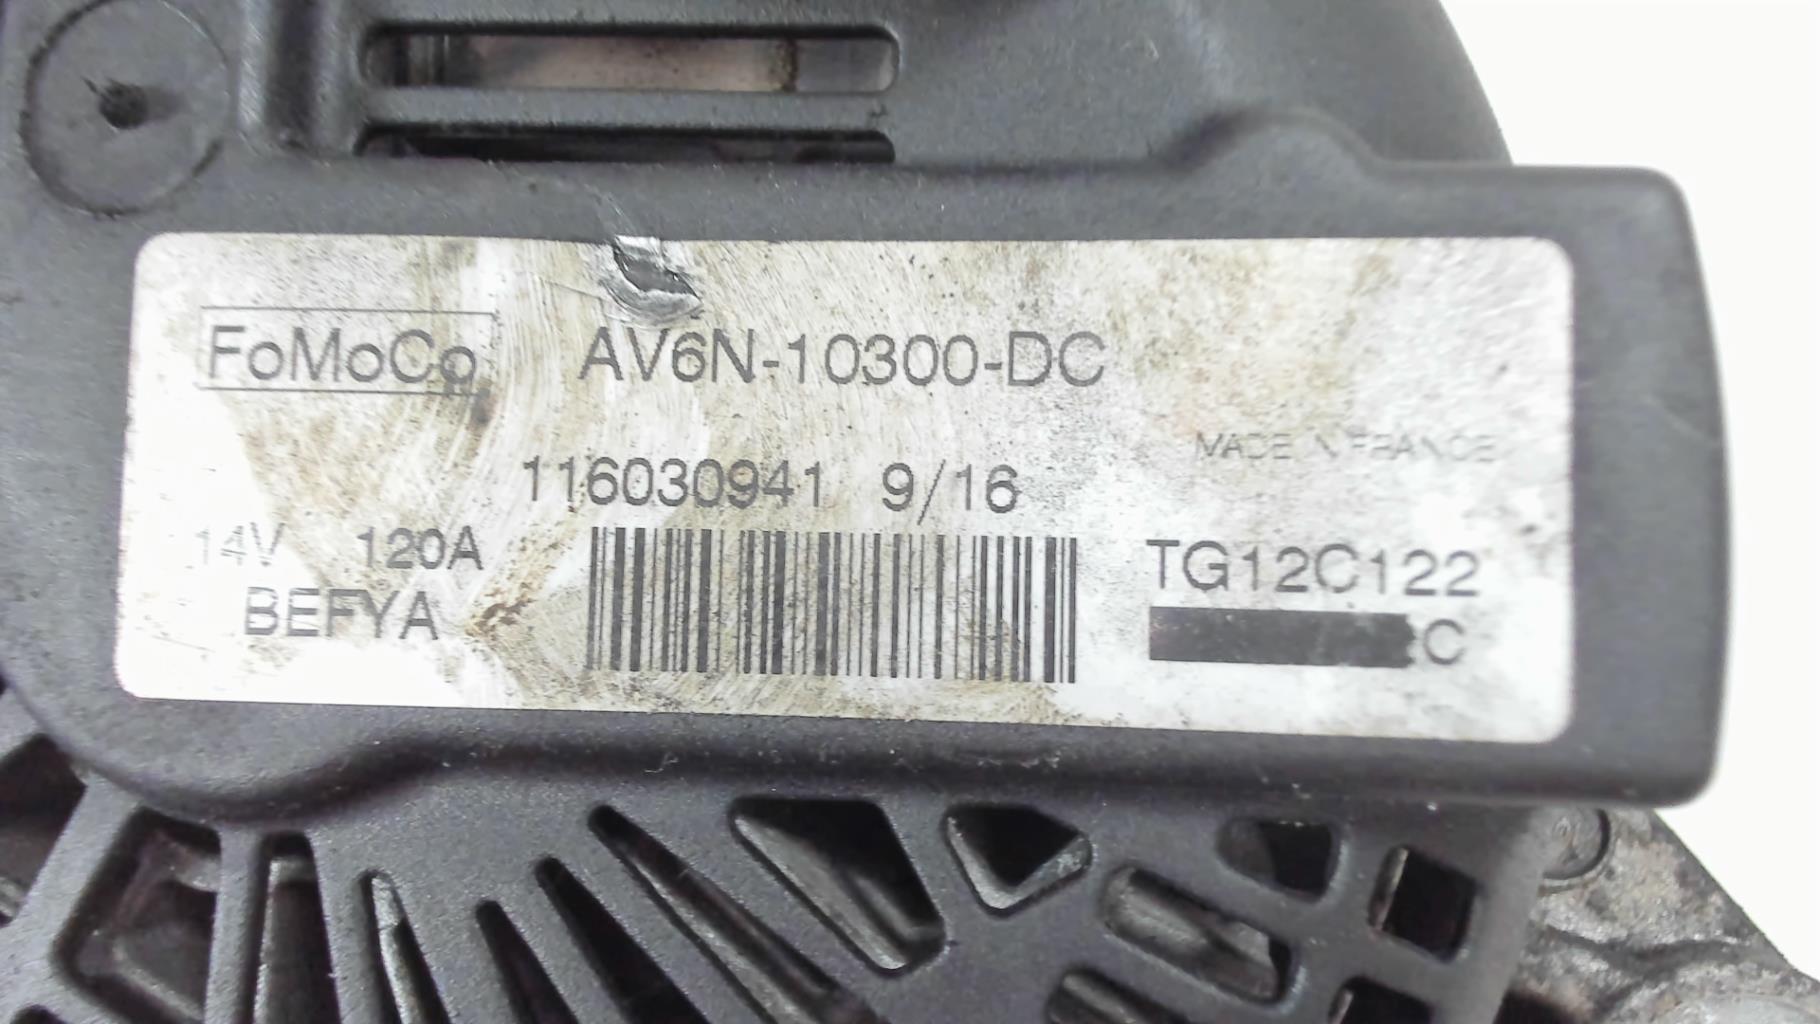 FoMoCo AV6N-10300-DC
MADE IN FRANCE
116030941 9/16
14V 120A
TG12C122
BEFYA
C